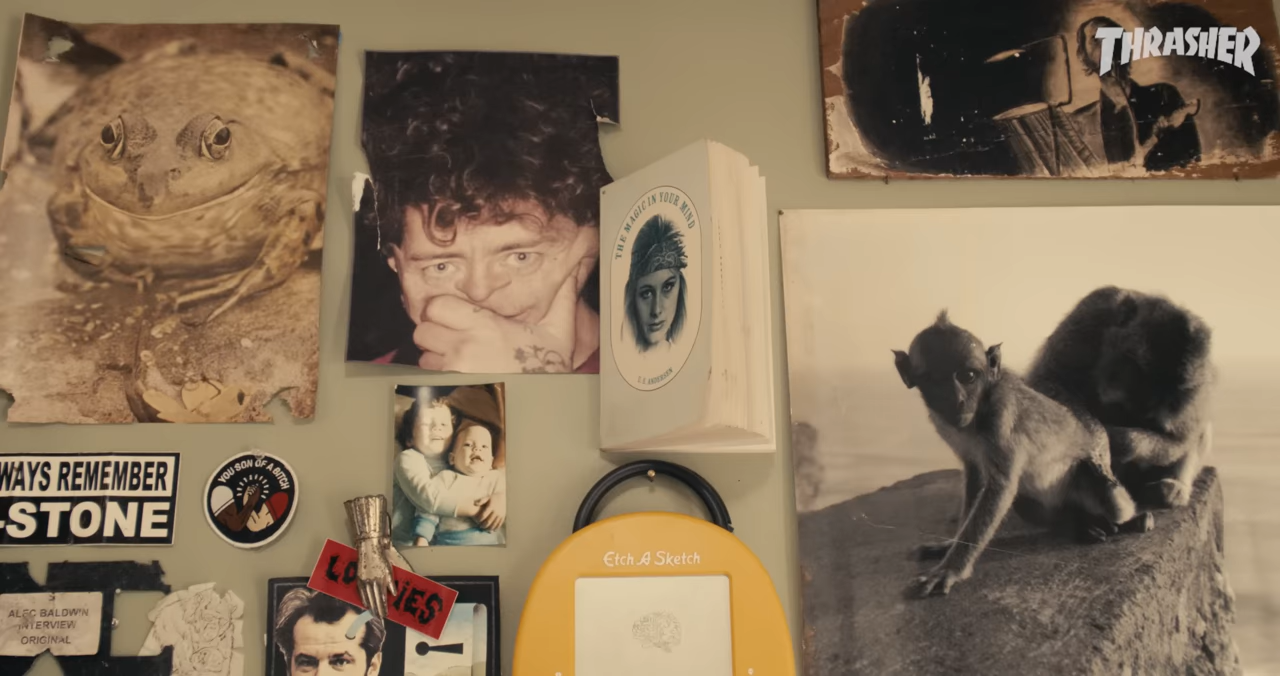 THRASHER
THE MAGIC IN YOUR MIND
U.S. ANDERSEN
WAYS REMEMBER
-STONE
YOU SON OF A BITCH
Etch A Sketch
ALEC BALDWIN
INTERVIEW
ORIGINAL